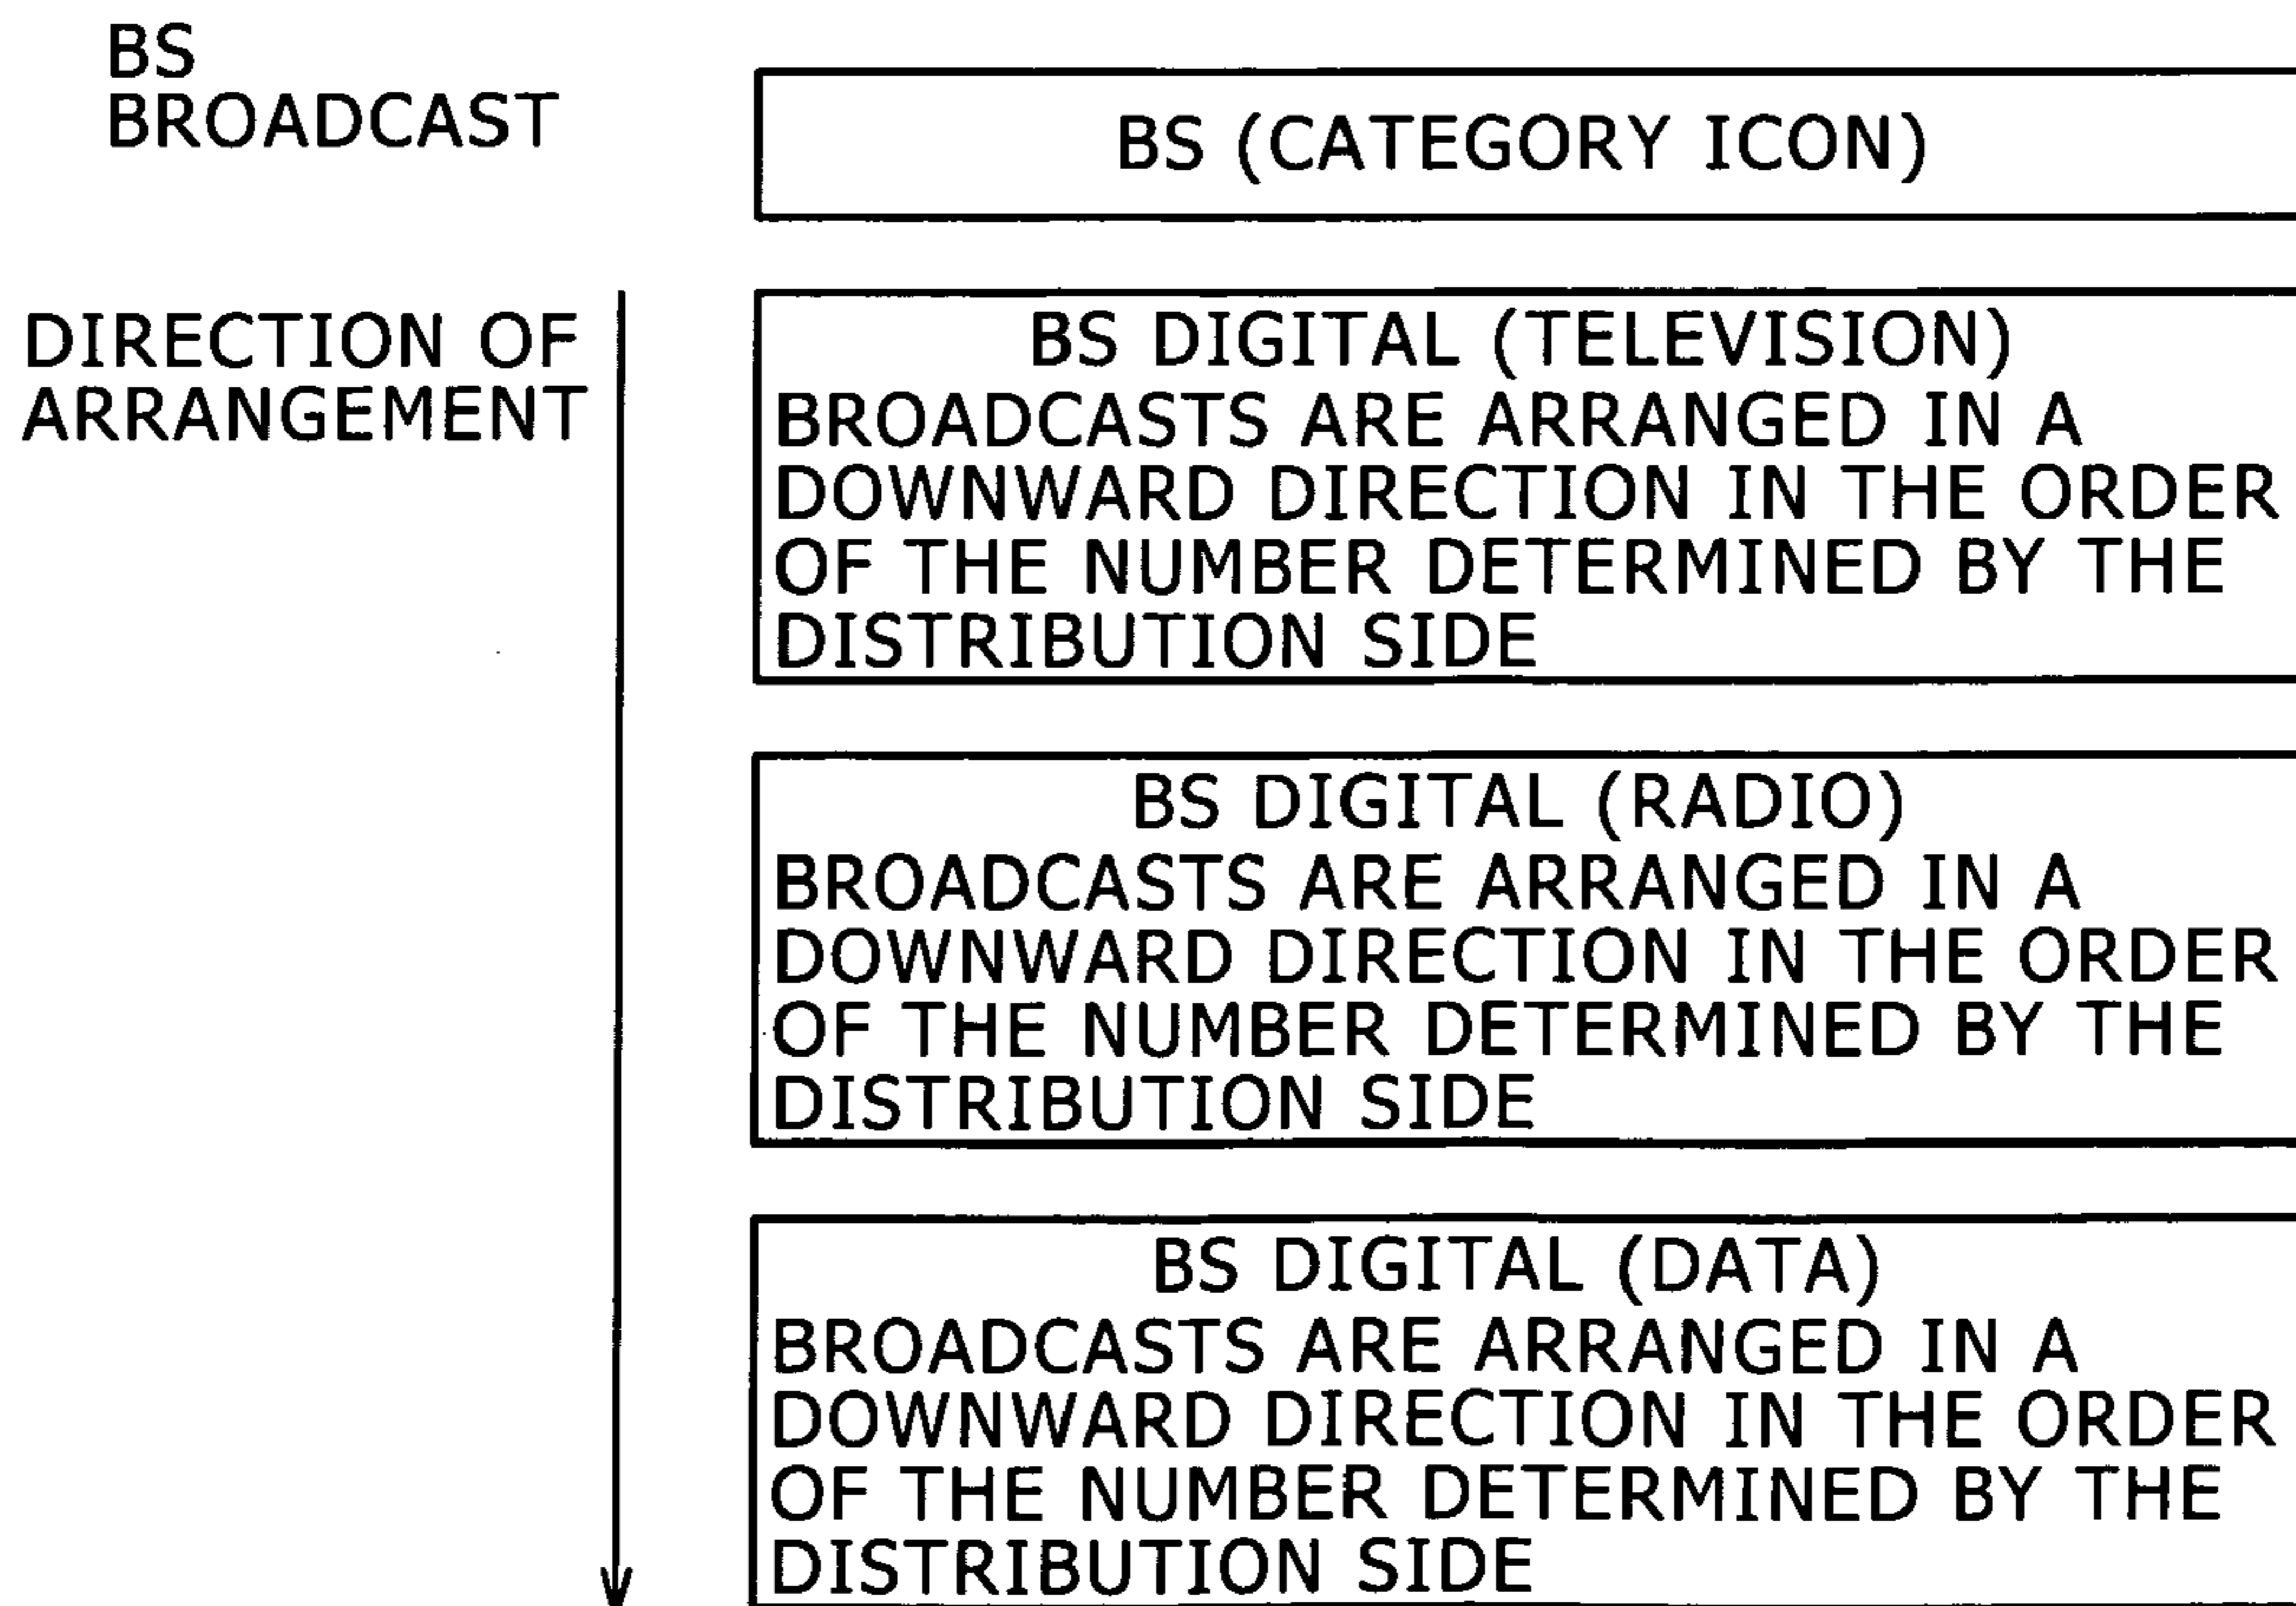 BS
BROADCAST
BS (CATEGORY ICON)
DIRECTION OF
ARRANGEMENT
BS DIGITAL (TELEVISION)
BROADCASTS ARE ARRANGED IN A
DOWNWARD DIRECTION IN THE ORDER
OF THE NUMBER DETERMINED BY THE
DISTRIBUTION SIDE
BS DIGITAL (RADIO)
BROADCASTS ARE ARRANGED IN A
DOWNWARD DIRECTION IN THE ORDER
OF THE NUMBER DETERMINED BY THE
DISTRIBUTION SIDE
BS DIGITAL (DATA)
BROADCASTS ARE ARRANGED IN A
DOWNWARD DIRECTION IN THE ORDER
OF THE NUMBER DETERMINED BY THE
DISTRIBUTION SIDE